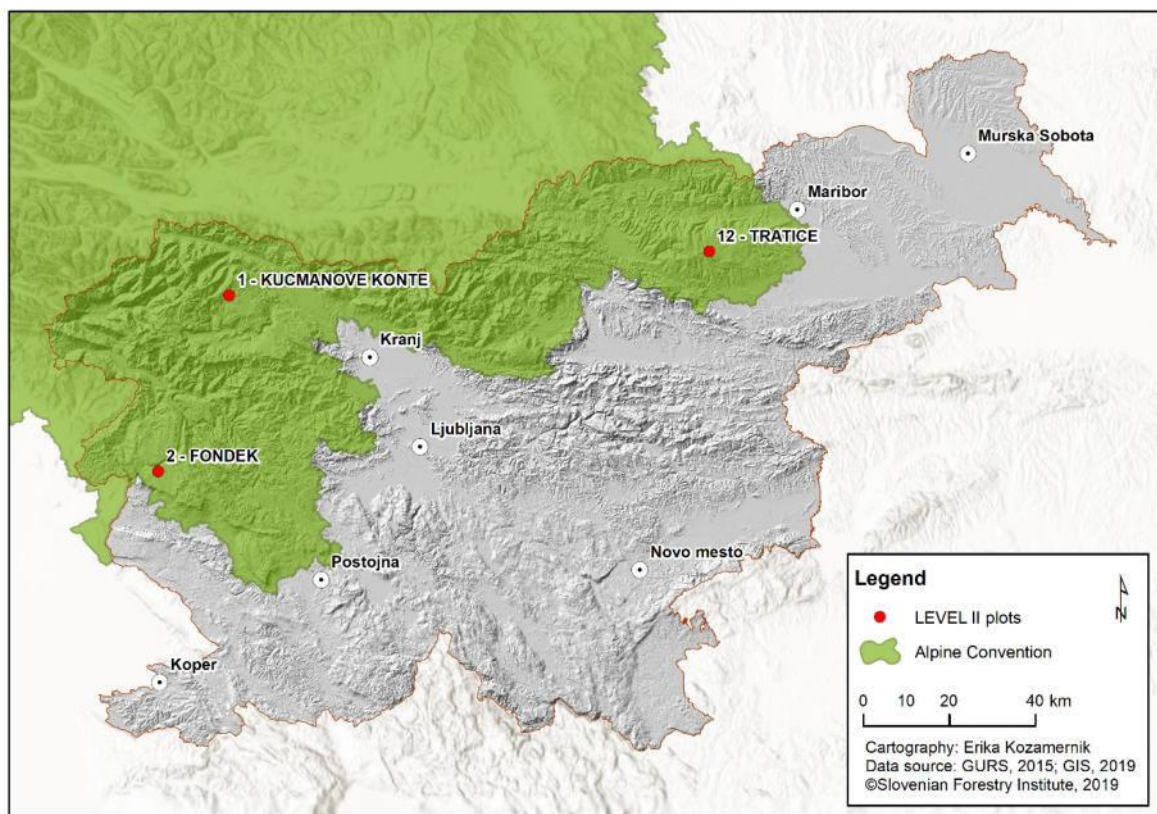 Murska Sobota
Maribor
12 - TRATICE
1 - KUCMANOVE KONTE
Kranj
Ljubljana
2 - FONDEK
Novo mesto
Postojna
Koper
Legend
LEVEL II plots
Alpine Convention
N
0 10 20 40 km
Cartography: Erika Kozamernik
Data source: GURS, 2015; GIS, 2019
©Slovenian Forestry Institute, 2019